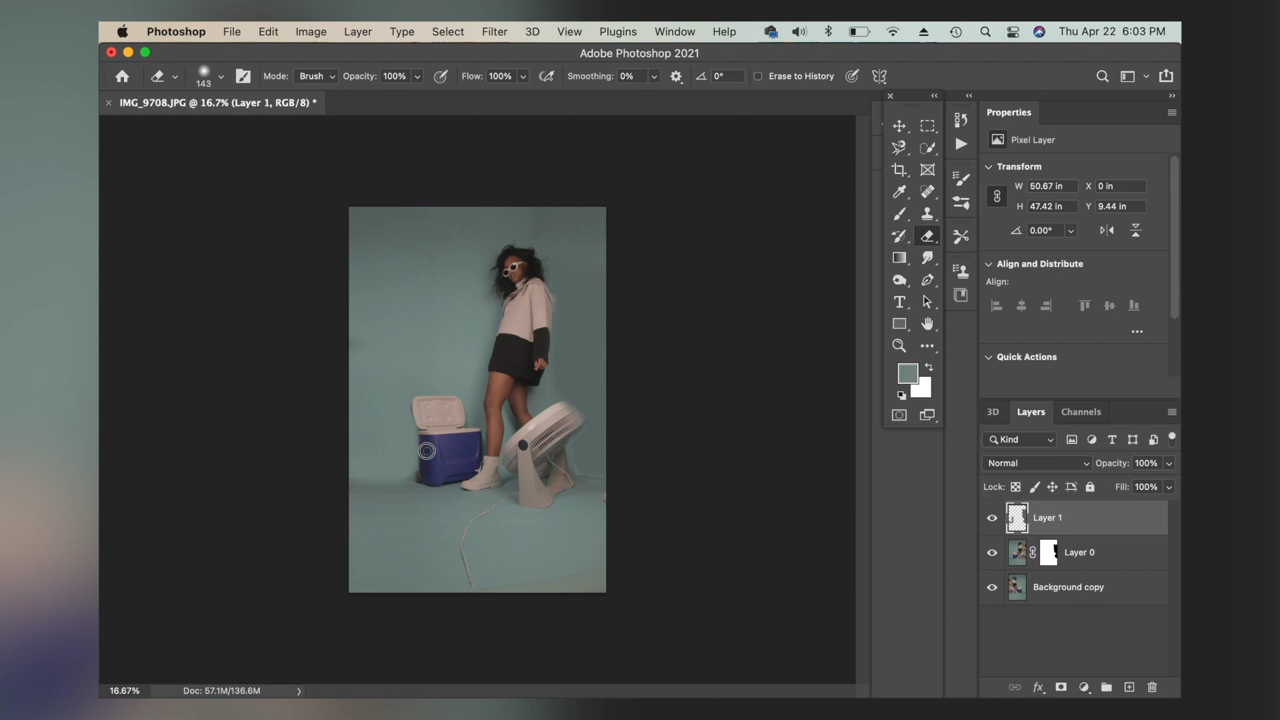 Photoshop File Edit Image Layer Type Select Filter 3D View Plugins Window Help Thu Apr 22 6:03 PM
Adobe Photoshop 2021
143 Mode: Brush Opacity: 100% Flow: 100% Smoothing: 0% 0° Erase to History
IMG_9708.JPG @ 16.7% (Layer 1, RGB/8) *
Properties
Pixel Layer
Transform
W 50.67 in X 0 in
H 47.42 in Y 9.44 in
0.00°
Align and Distribute
Align:
Quick Actions
3D Layers Channels
Kind
Normal Opacity: 100%
Lock: Fill: 100%
Layer 1
Layer 0
Background copy
fx
16.67% Doc: 57.1M/136.6M